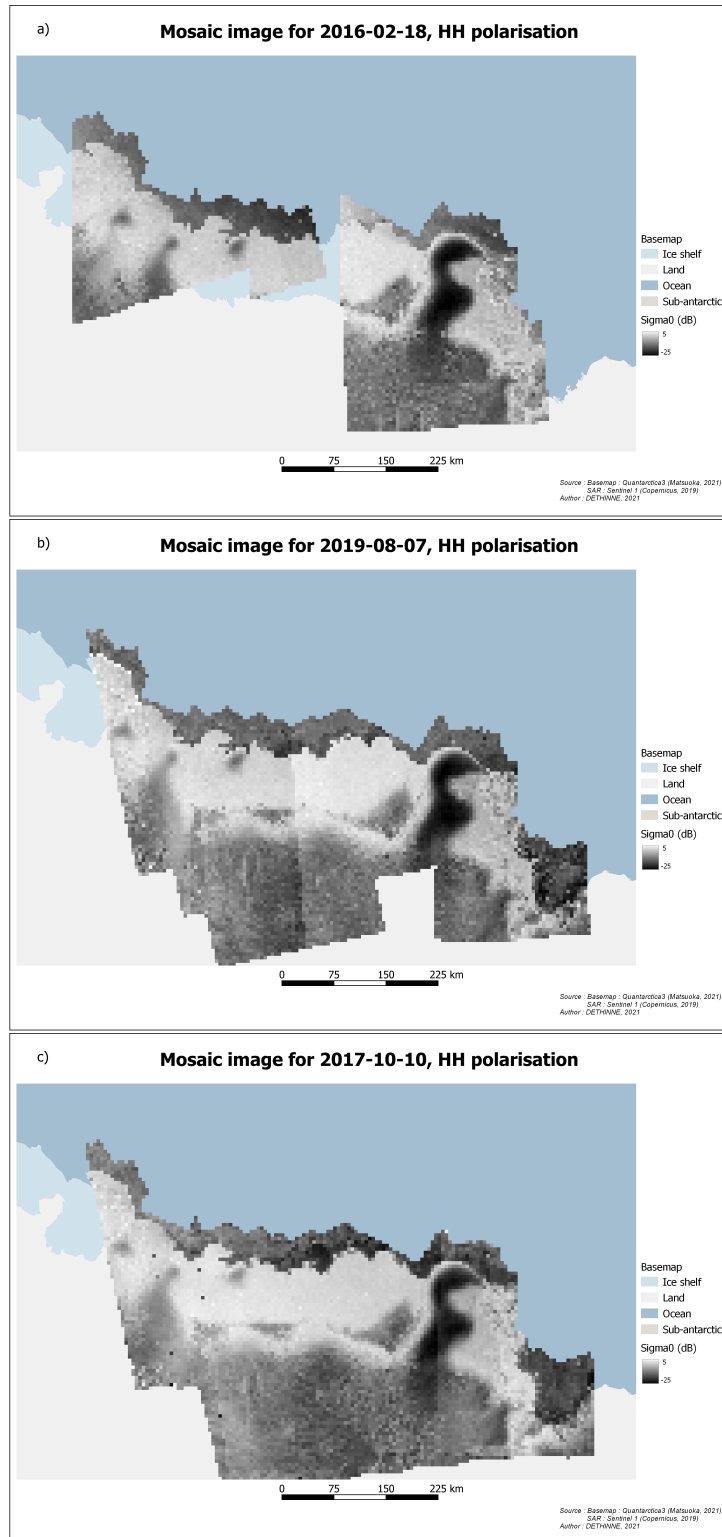 a)
Mosaic image for 2016-02-18, HH polarisation
Basemap
Ice shelf
Land
Ocean
Sub-antarctic
Sigma0 (dB)
5
-25
0 75 150 225 km
Source : Basemap : Quantarctica3 (Matsuoka, 2021)
SAR : Sentinel 1 (Copernicus, 2019)
Author : DETHINNE, 2021
b)
Mosaic image for 2019-08-07, HH polarisation
Basemap
Ice shelf
Land
Ocean
Sub-antarctic
Sigma0 (dB)
5
-25
0 75 150 225 km
Source : Basemap : Quantarctica3 (Matsuoka, 2021)
SAR : Sentinel 1 (Copernicus, 2019)
Author : DETHINNE, 2021
c)
Mosaic image for 2017-10-10, HH polarisation
Basemap
Ice shelf
Land
Ocean
Sub-antarctic
Sigma0 (dB)
5
-25
0 75 150 225 km
Source : Basemap : Quantarctica3 (Matsuoka, 2021)
SAR : Sentinel 1 (Copernicus, 2019)
Author : DETHINNE, 2021